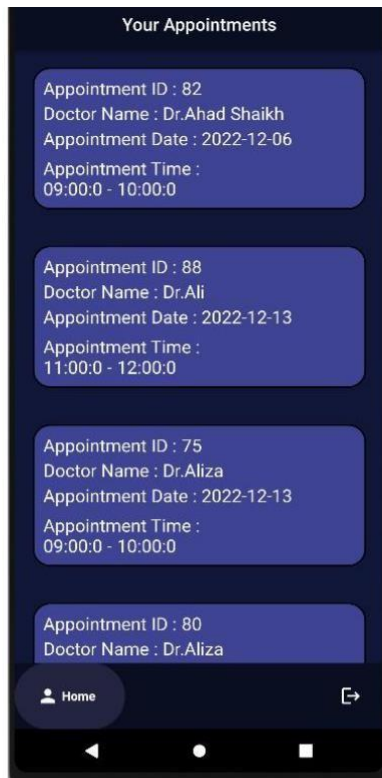 Your Appointments
Appointment ID : 82
Doctor Name : Dr.Ahad Shaikh
Appointment Date : 2022-12-06
Appointment Time :
09:00:0 - 10:00:0
Appointment ID : 88
Doctor Name : Dr.Ali
Appointment Date : 2022-12-13
Appointment Time :
11:00:0 - 12:00:0
Appointment ID : 75
Doctor Name : Dr.Aliza
Appointment Date : 2022-12-13
Appointment Time :
09:00:0 - 10:00:0
Appointment ID : 80
Doctor Name : Dr.Aliza
Home